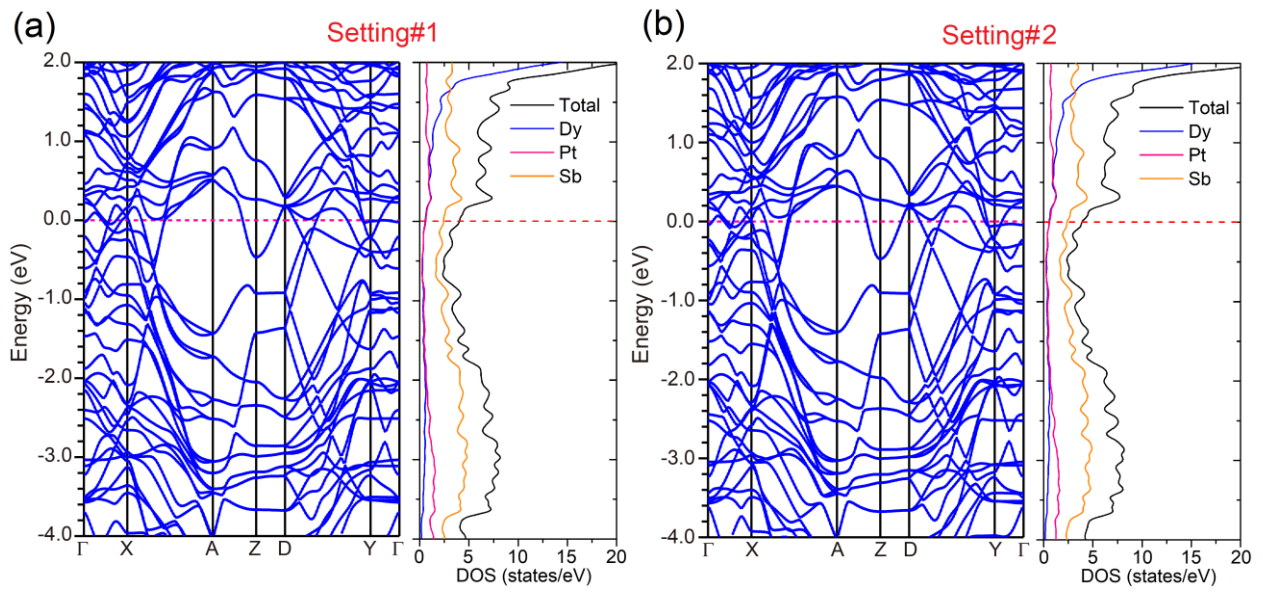 (a)
Setting#1
Energy (eV)
2.0
1.0
0.0
-1.0
-2.0
-3.0
-4.0
Γ X A Z D Y Γ
Total
Dy
Pt
Sb
0 5 10 15 20
DOS (states/eV)
(b)
Setting#2
Energy (eV)
2.0
1.0
0.0
-1.0
-2.0
-3.0
-4.0
Γ X A Z D Y Γ
Total
Dy
Pt
Sb
0 5 10 15 20
DOS (states/eV)